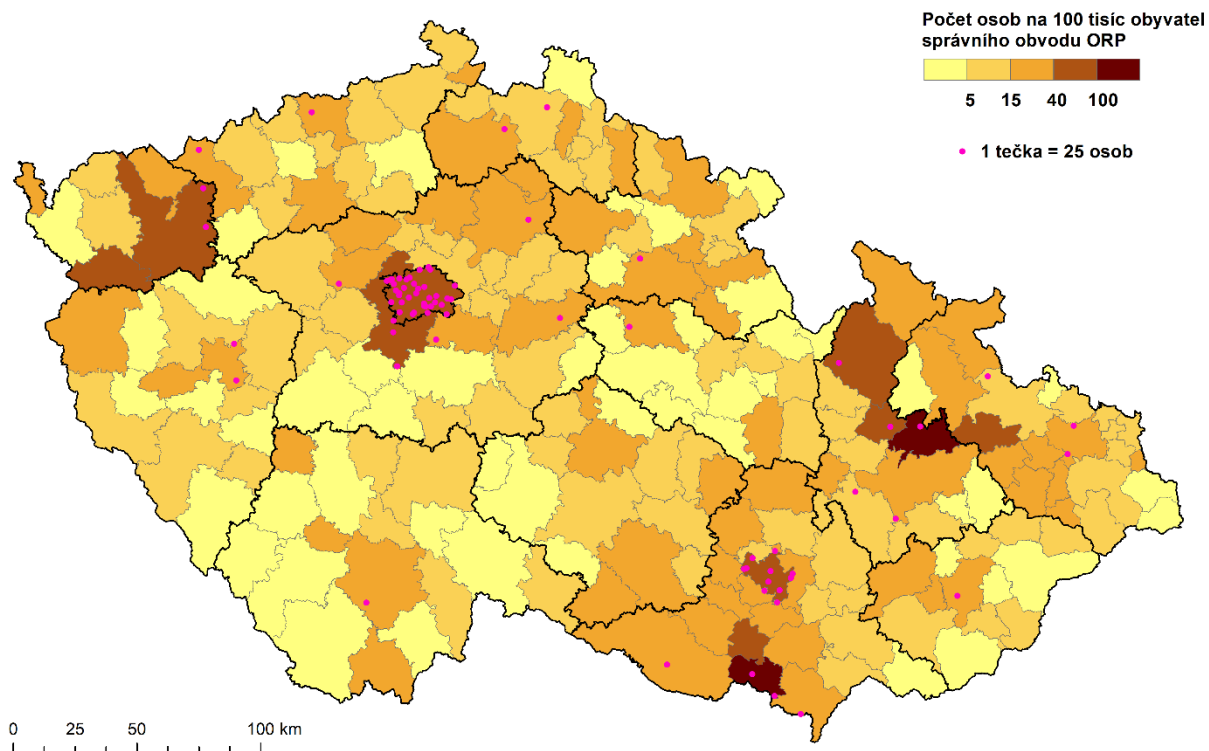 Počet osob na 100 tisíc obyvatel
správního obvodu ORP
5 15 40 100
1 tečka = 25 osob
0 25 50 100 km